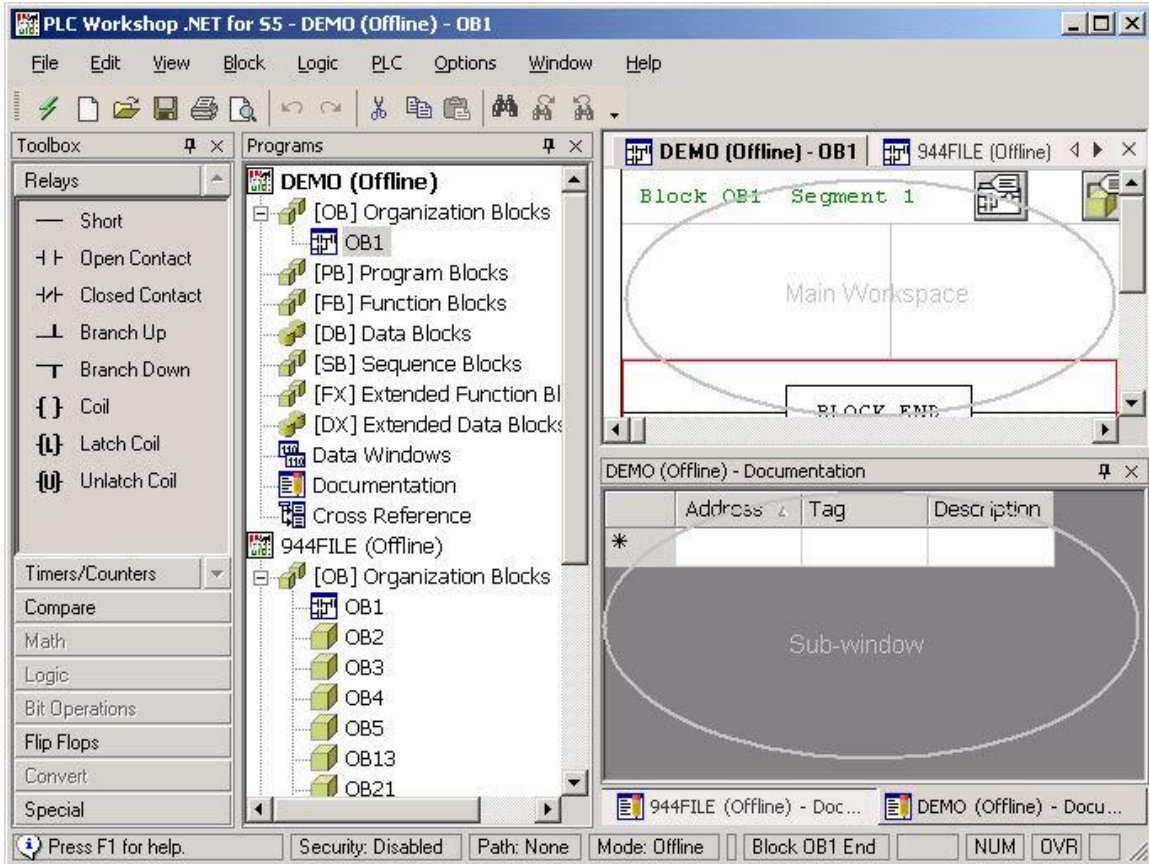 PLC Workshop .NET for S5 - DEMO (Offline) - OB1
File Edit View Block Logic PLC Options Window Help
Toolbox
Relays
Short
Open Contact
Closed Contact
Branch Up
Branch Down
Coil
Latch Coil
Unlatch Coil
Timers/Counters
Compare
Math
Logic
Bit Operations
Flip Flops
Convert
Special
Programs
DEMO (Offline)
[OB] Organization Blocks
OB1
[PB] Program Blocks
[FB] Function Blocks
[DB] Data Blocks
[SB] Sequence Blocks
[FX] Extended Function Bl
[DX] Extended Data Blocks
Data Windows
Documentation
Cross Reference
944FILE (Offline)
[OB] Organization Blocks
OB1
OB2
OB3
OB4
OB5
OB13
OB21
DEMO (Offline) - OB1 944FILE (Offline)
Block OB1 Segment 1
Main Workspace
BLOCK END
DEMO (Offline) - Documentation
Address Tag Description
Sub-window
944FILE (Offline) - Doc... DEMO (Offline) - Docu...
Press F1 for help. Security: Disabled Path: None Mode: Offline Block OB1 End NUM OVR